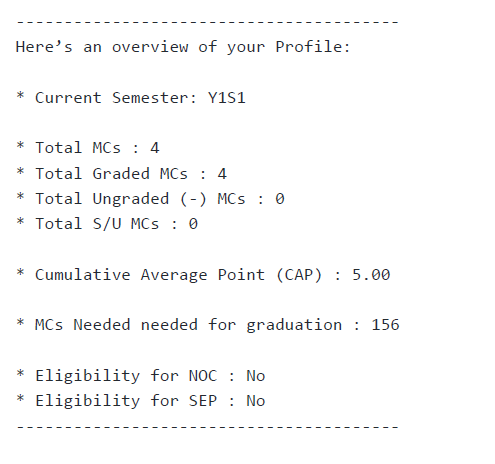 ----------------------------------------
Here’s an overview of your Profile:
* Current Semester: Y1S1
* Total MCs : 4
* Total Graded MCs : 4
* Total Ungraded (-) MCs : 0
* Total S/U MCs : 0
* Cumulative Average Point (CAP) : 5.00
* MCs Needed needed for graduation : 156
* Eligibility for NOC : No
* Eligibility for SEP : No
----------------------------------------